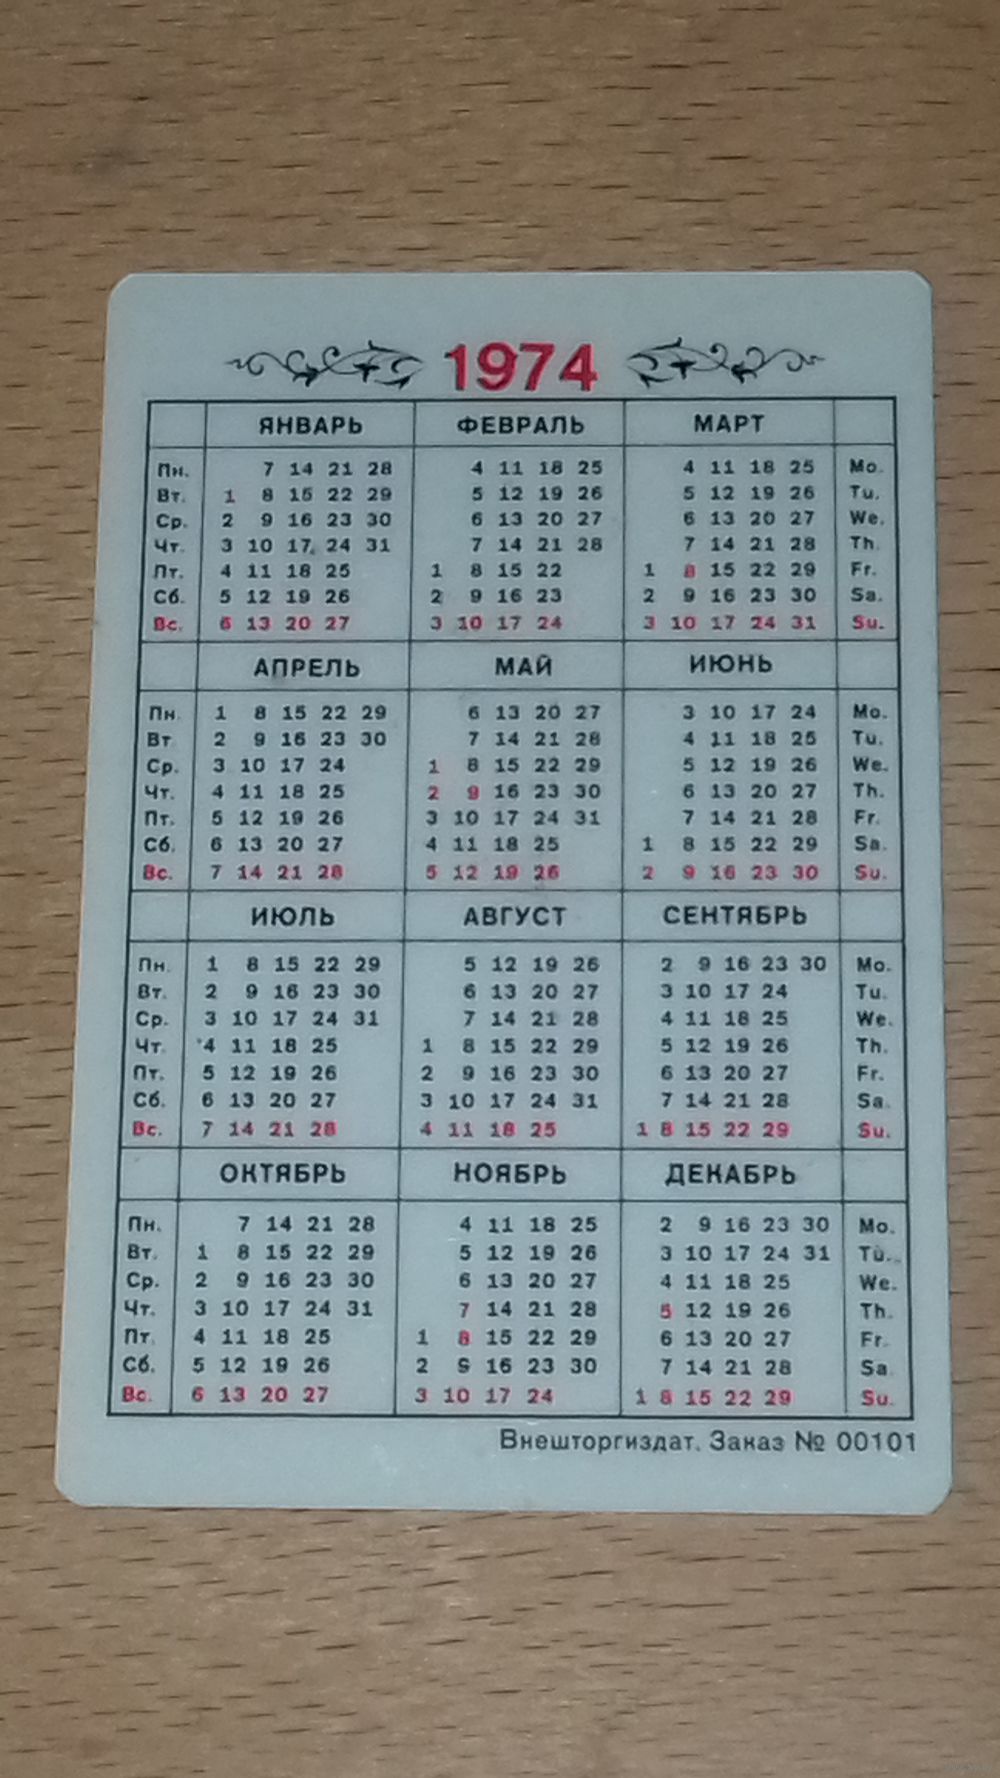 1974
ЯНВАРЬ ФЕВРАЛЬ МАРТ
Пн. 7 14 21 28 4 11 18 25 4 11 18 25 Mo.
Вт. 1 8 15 22 29 5 12 19 26 5 12 19 26 Tu.
Ср. 2 9 16 23 30 6 13 20 27 6 13 20 27 We.
Чт. 3 10 17 24 31 7 14 21 28 7 14 21 28 Th.
Пт. 4 11 18 25 1 8 15 22 1 8 15 22 29 Fr.
Сб. 5 12 19 26 2 9 16 23 2 9 16 23 30 Sa.
Вс. 6 13 20 27 3 10 17 24 3 10 17 24 31 Su.
АПРЕЛЬ МАЙ ИЮНЬ
Пн. 1 8 15 22 29 6 13 20 27 3 10 17 24 Mo.
Вт 2 9 16 23 30 7 14 21 28 4 11 18 25 Tu.
Ср. 3 10 17 24 1 8 15 22 29 5 12 19 26 We.
Чт. 4 11 18 25 2 9 16 23 30 6 13 20 27 Th.
Пт. 5 12 19 26 3 10 17 24 31 7 14 21 28 Fr.
Сб. 6 13 20 27 4 11 18 25 1 8 15 22 29 Sa.
Вс. 7 14 21 28 5 12 19 26 2 9 16 23 30 Su.
ИЮЛЬ АВГУСТ СЕНТЯБРЬ
Пн. 1 8 15 22 29 5 12 19 26 2 9 16 23 30 Mo.
Вт. 2 9 16 23 30 6 13 20 27 3 10 17 24 Tu.
Ср. 3 10 17 24 31 7 14 21 28 4 11 18 25 We.
Чт. 4 11 18 25 1 8 15 22 29 5 12 19 26 Th.
Пт. 5 12 19 26 2 9 16 23 30 6 13 20 27 Fr.
Сб. 6 13 20 27 3 10 17 24 31 7 14 21 28 Sa.
Вс. 7 14 21 28 4 11 18 25 1 8 15 22 29 Su.
ОКТЯБРЬ НОЯБРЬ ДЕКАБРЬ
Пн. 7 14 21 28 4 11 18 25 2 9 16 23 30 Mo.
Вт. 1 8 15 22 29 5 12 19 26 3 10 17 24 31 Tu.
Ср. 2 9 16 23 30 6 13 20 27 4 11 18 25 We.
Чт. 3 10 17 24 31 7 14 21 28 5 12 19 26 Th.
Пт. 4 11 18 25 1 8 15 22 29 6 13 20 27 Fr.
Сб. 5 12 19 26 2 9 16 23 30 7 14 21 28 Sa.
Вс. 6 13 20 27 3 10 17 24 1 8 15 22 29 Su.
Внешторгиздат. Заказ № 00101